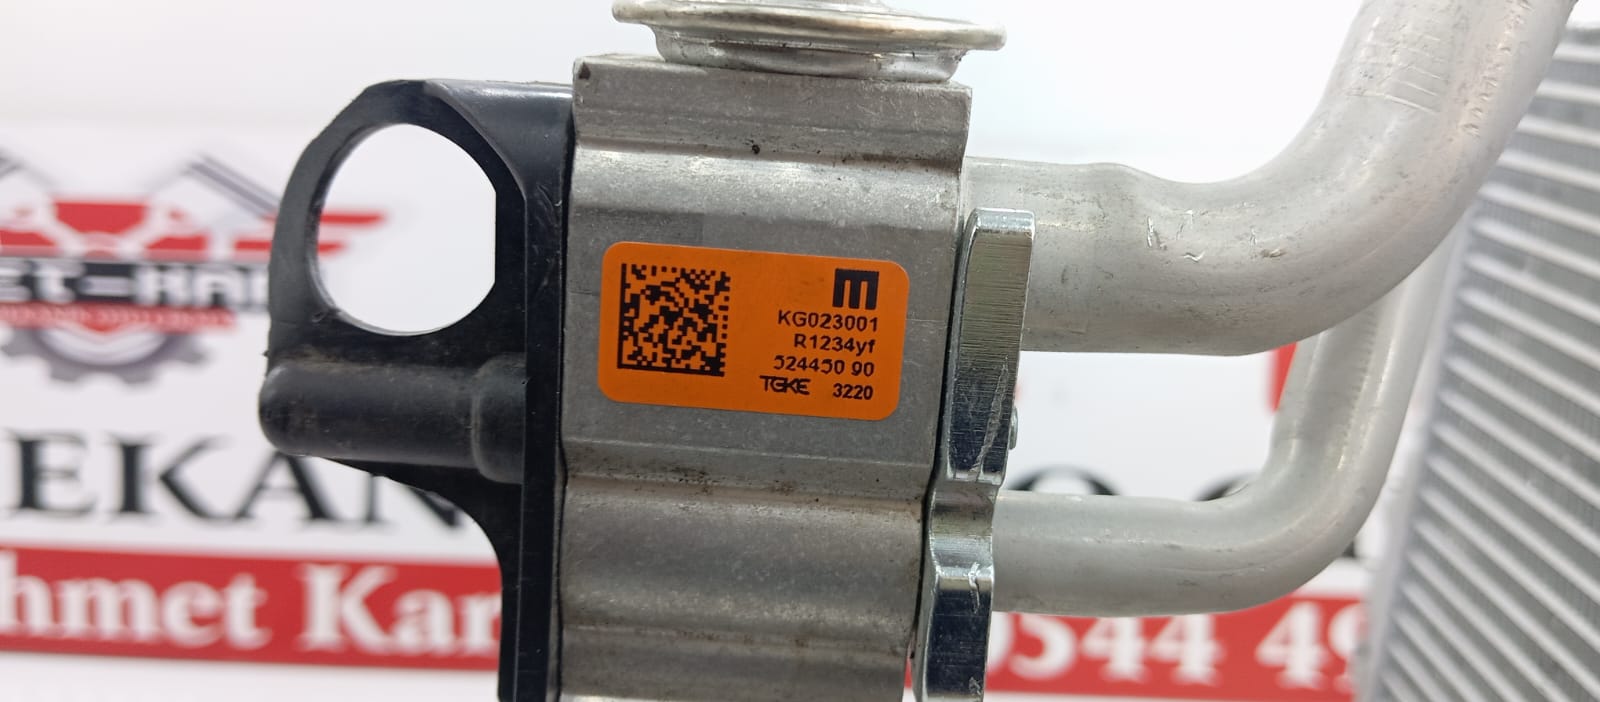 KG023001
R1234yf
524450 90
TGKE 3220
EKAN
hmet Kar
0544 49